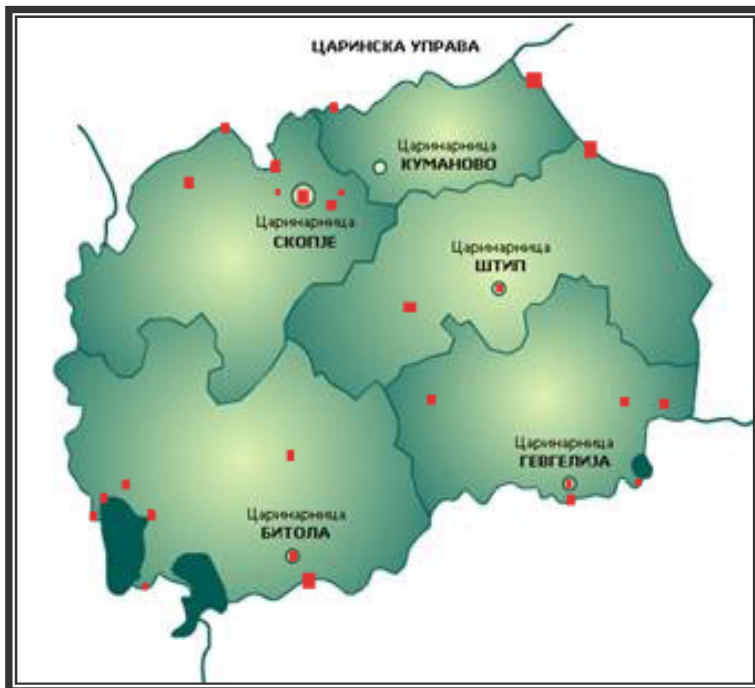 ЦАРИНСКА УПРАВА
Царинарница
КУМАНОВО
Царинарница
СКОПЈЕ
Царинарница
ШТИП
Царинарница
ГЕВГЕЛИЈА
Царинарница
БИТОЛА